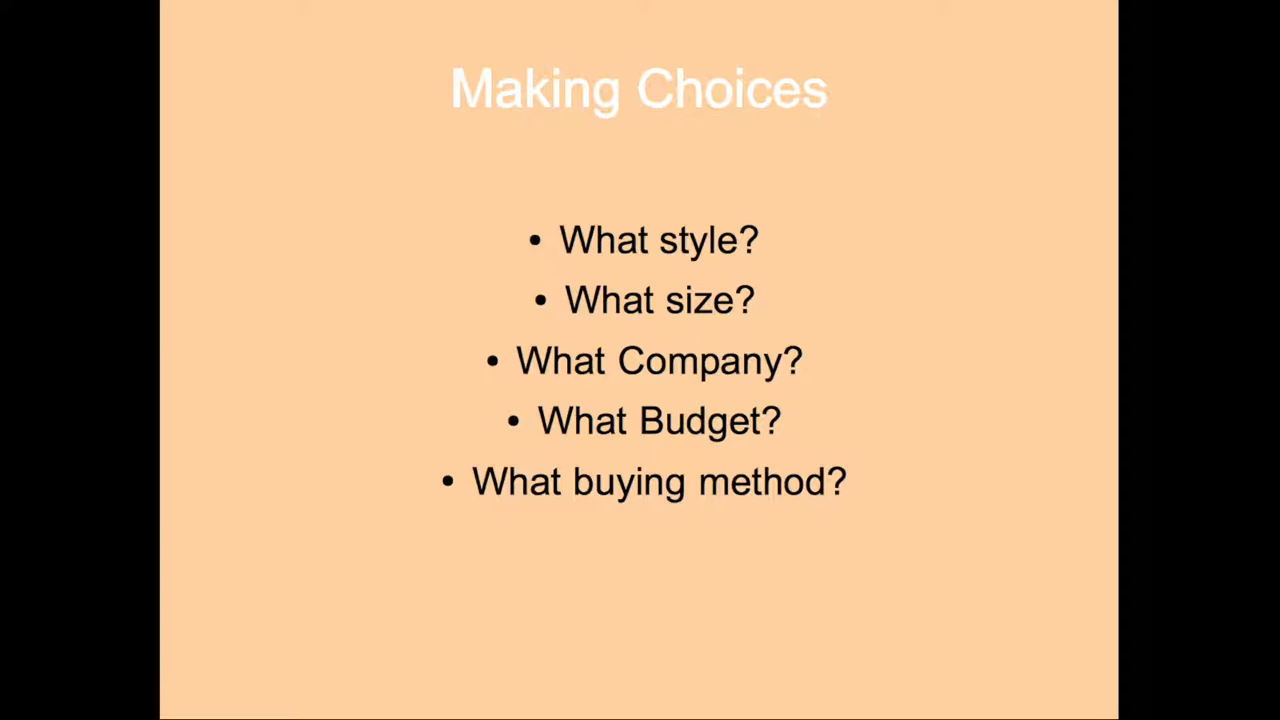 Making Choices
• What style?
• What size?
• What Company?
• What Budget?
• What buying method?